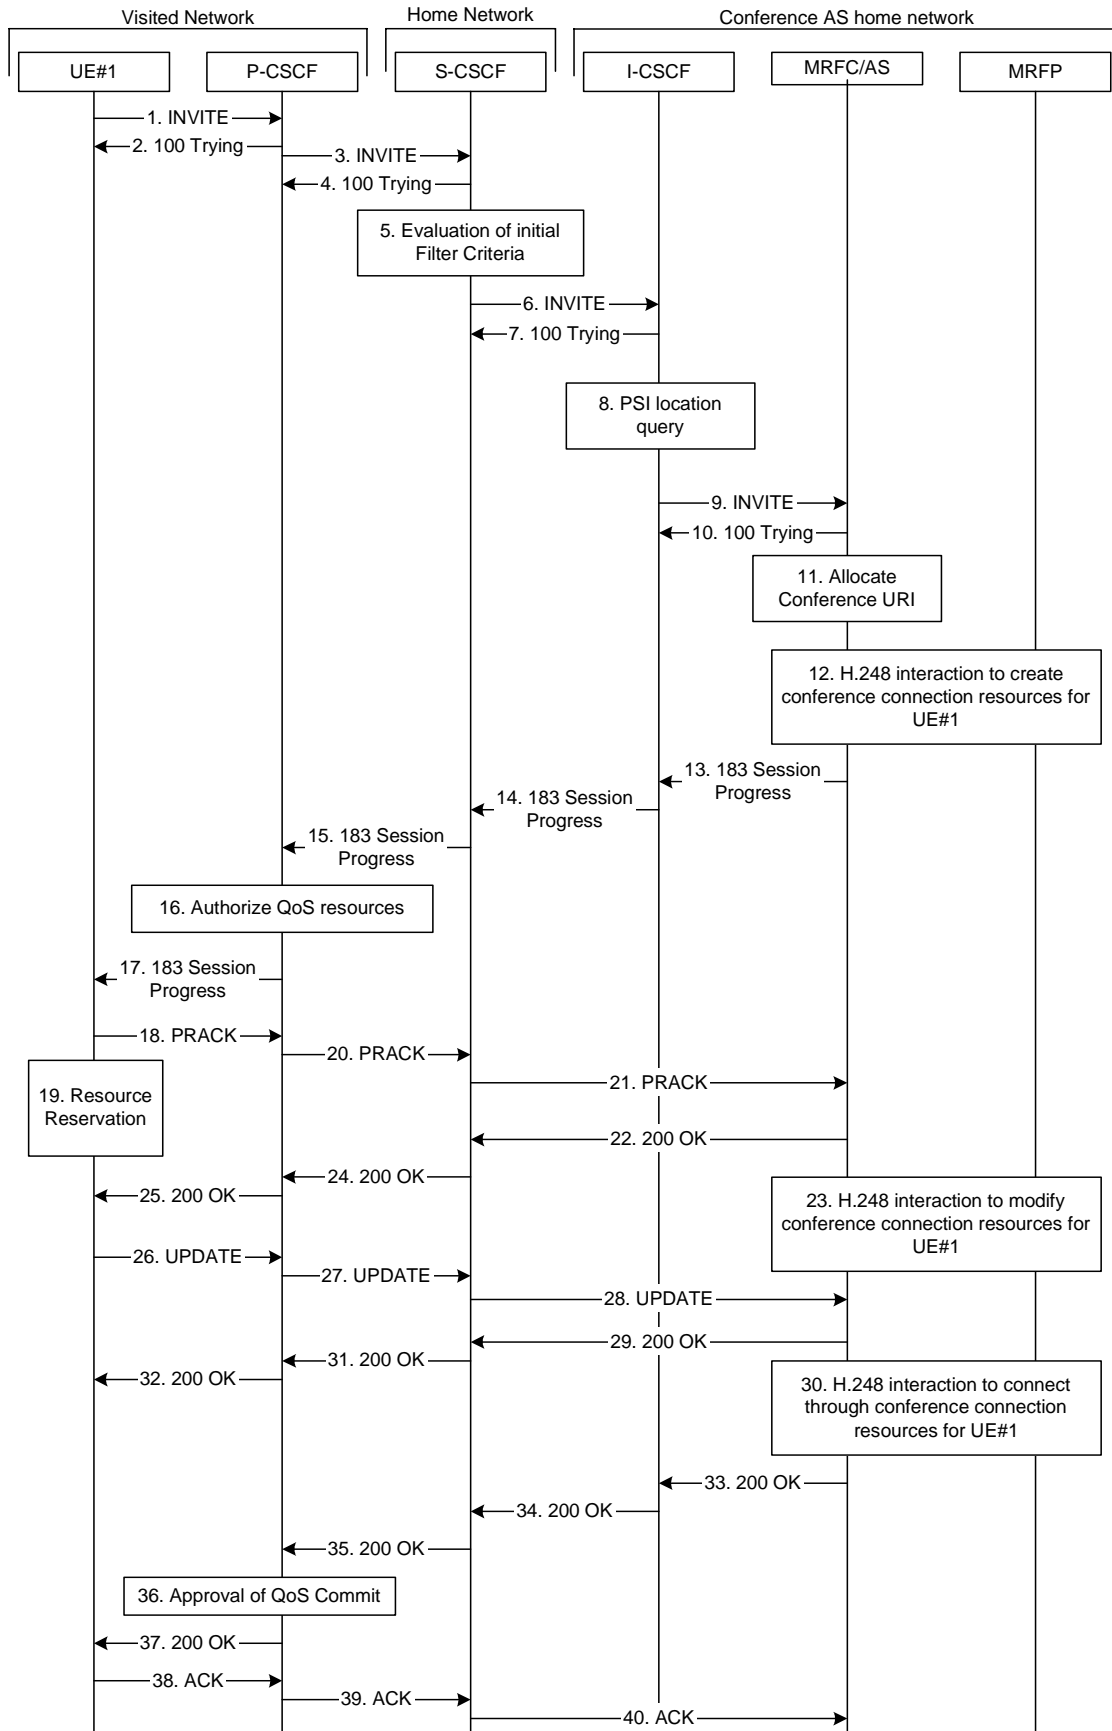 Visited Network
Home Network
Conference AS home network
UE#1
P-CSCF
S-CSCF
I-CSCF
MRFC/AS
MRFP
1. INVITE
2. 100 Trying
3. INVITE
4. 100 Trying
5. Evaluation of initial
Filter Criteria
6. INVITE
7. 100 Trying
8. PSI location
query
9. INVITE
10. 100 Trying
11. Allocate
Conference URI
12. H.248 interaction to create
conference connection resources for
UE#1
13. 183 Session
Progress
14. 183 Session
Progress
15. 183 Session
Progress
16. Authorize QoS resources
17. 183 Session
Progress
18. PRACK
20. PRACK
19. Resource
Reservation
21. PRACK
22. 200 OK
24. 200 OK
25. 200 OK
23. H.248 interaction to modify
conference connection resources for
UE#1
26. UPDATE
27. UPDATE
28. UPDATE
29. 200 OK
31. 200 OK
32. 200 OK
30. H.248 interaction to connect
through conference connection
resources for UE#1
33. 200 OK
34. 200 OK
35. 200 OK
36. Approval of QoS Commit
37. 200 OK
38. ACK
39. ACK
40. ACK